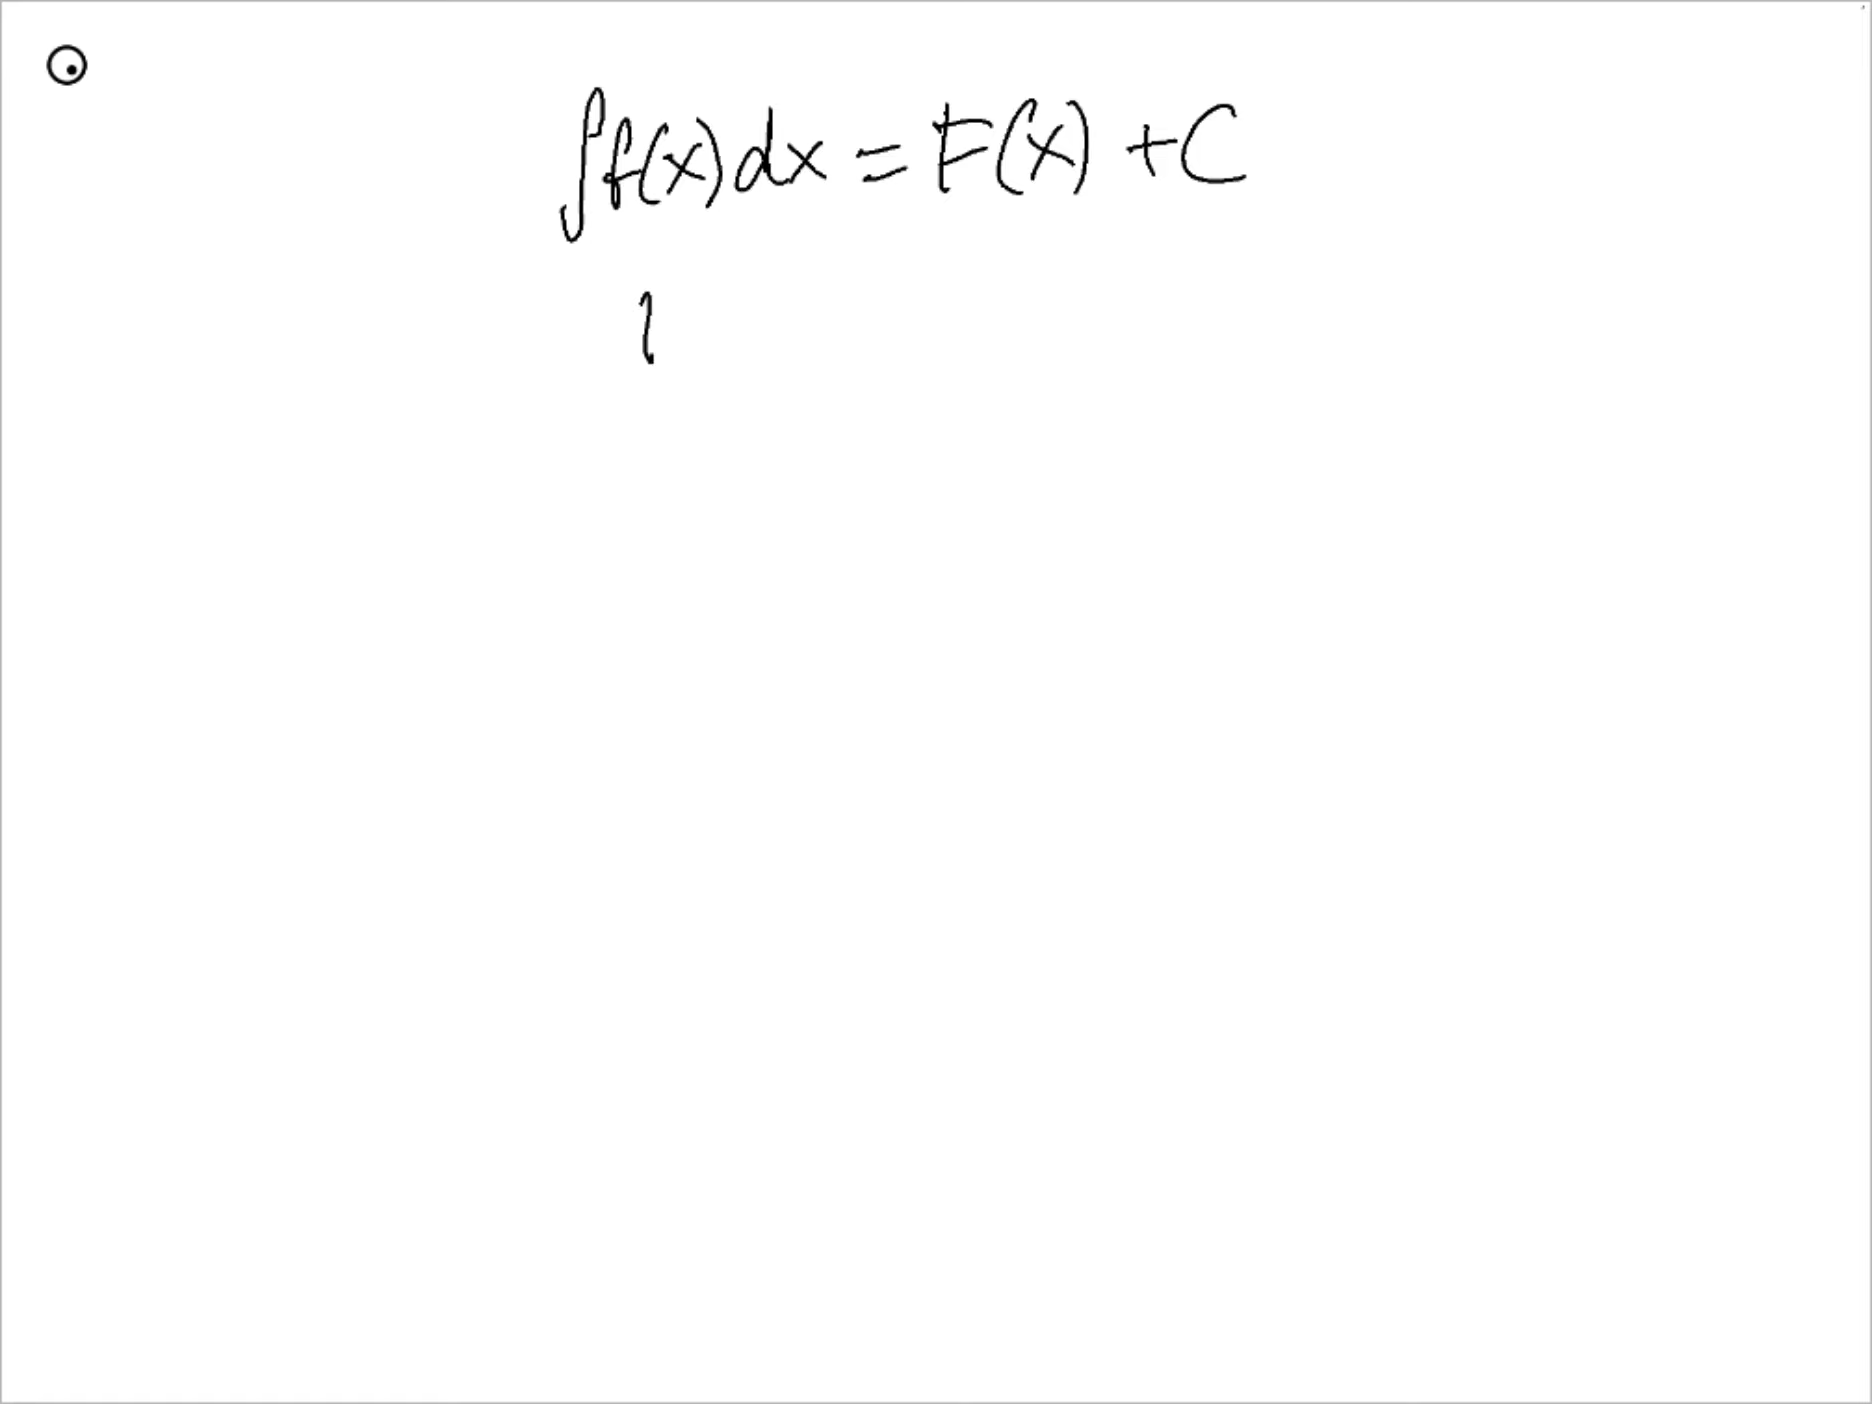 ∫f(x)dx = F(x) + C